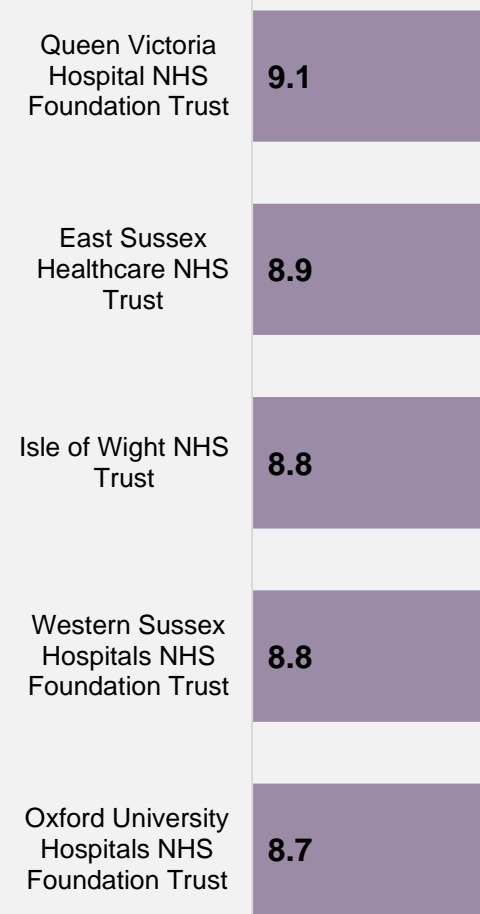 Queen Victoria
Hospital NHS
Foundation Trust
9.1
East Sussex
Healthcare NHS
Trust
8.9
Isle of Wight NHS
Trust
8.8
Western Sussex
Hospitals NHS
Foundation Trust
8.8
Oxford University
Hospitals NHS
Foundation Trust
8.7